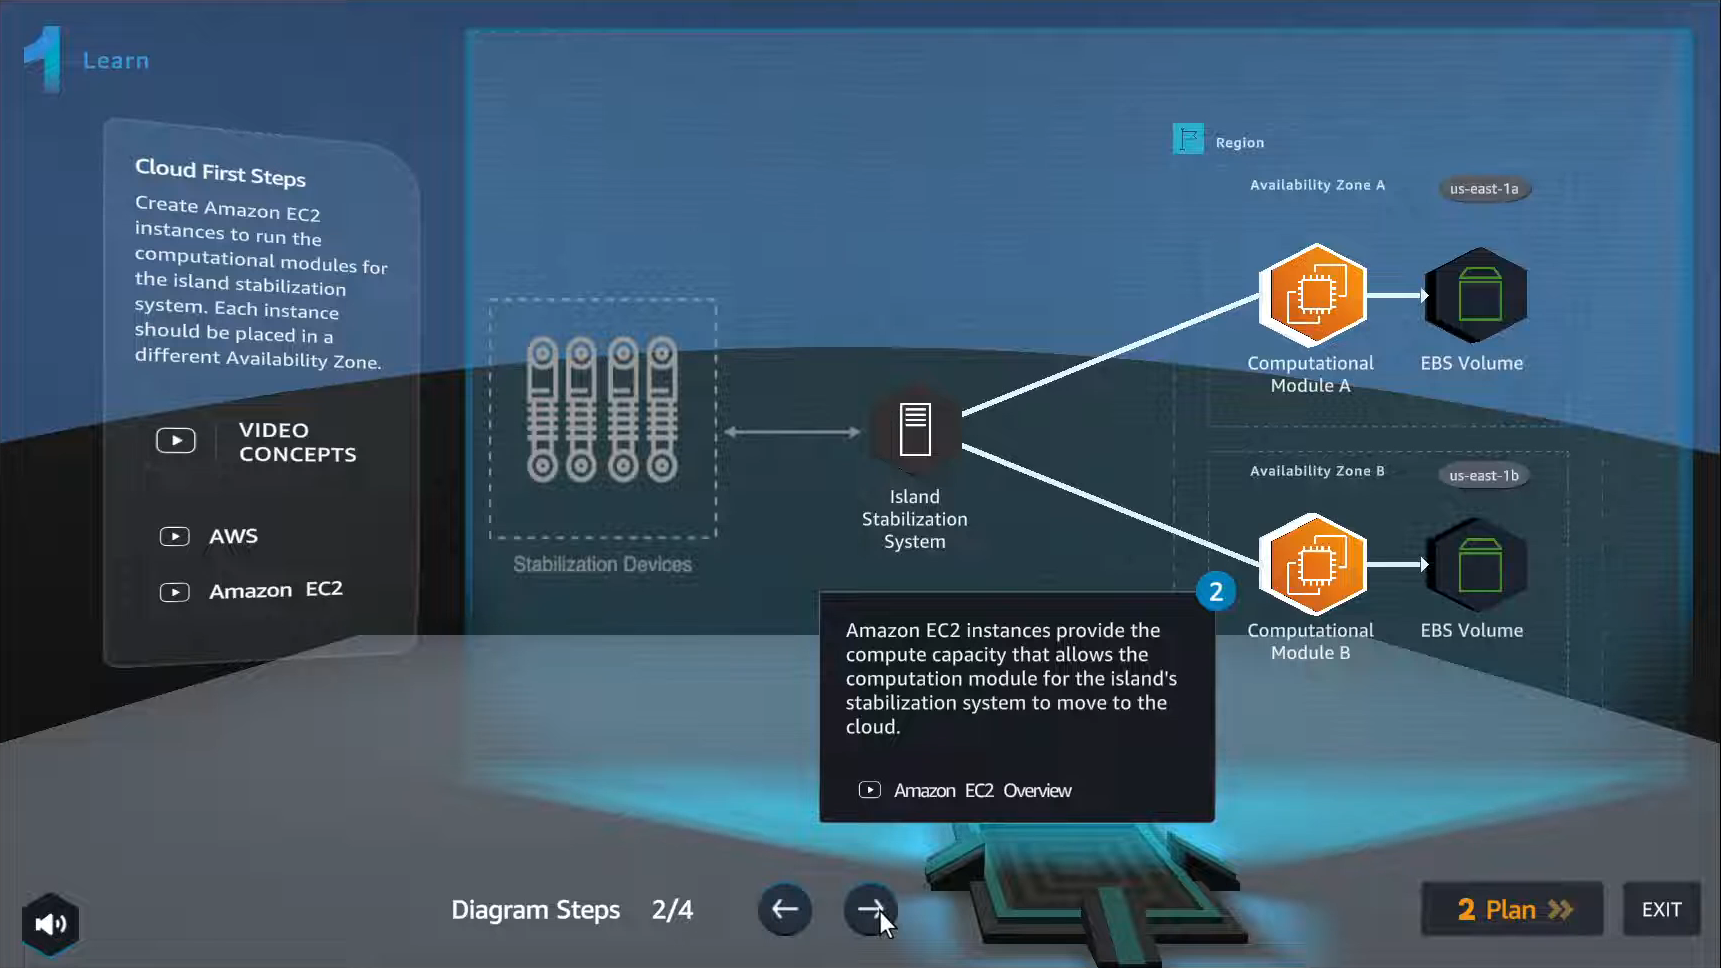 1 Learn
Cloud First Steps
Create Amazon EC2
instances to run the
computational modules for
the island stabilization
system. Each instance
should be placed in a
different Availability Zone.
VIDEO
CONCEPTS
AWS
Amazon EC2
Stabilization Devices
Island
Stabilization
System
Region
Availability Zone A
us-east-1a
Computational
Module A
EBS Volume
Availability Zone B
us-east-1b
Computational
Module B
EBS Volume
2
Amazon EC2 instances provide the
compute capacity that allows the
computation module for the island's
stabilization system to move to the
cloud.
Amazon EC2 Overview
Diagram Steps 2/4
2 Plan
EXIT